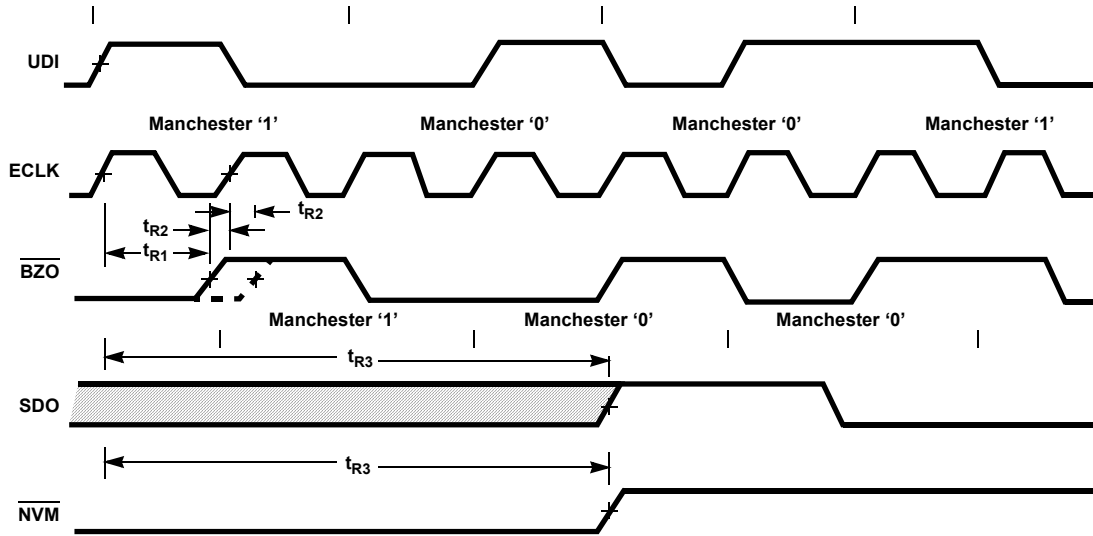 UDI
Manchester ‘1’ Manchester ‘0’ Manchester ‘0’ Manchester ‘1’
ECLK
tR2
tR2
tR1
BZO
Manchester ‘1’ Manchester ‘0’ Manchester ‘0’
tR3
SDO
tR3
NVM